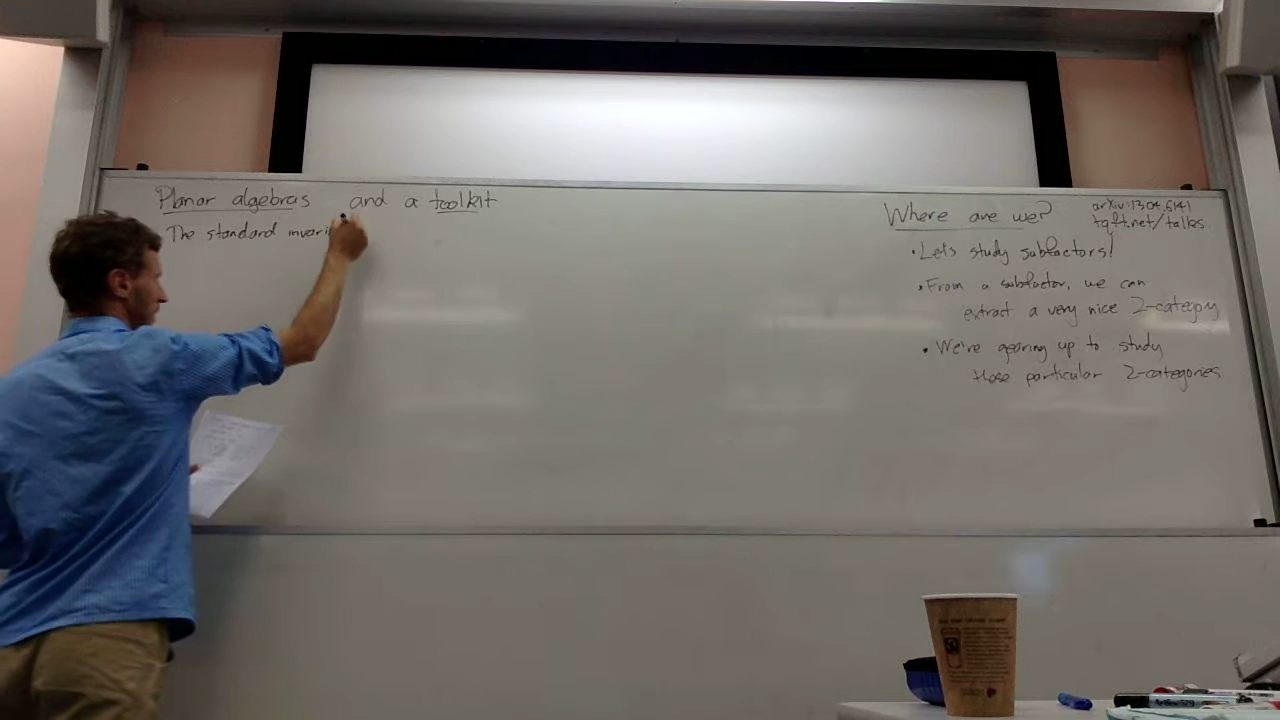 Planar algebras and a toolkit
The standard invari
Where are we?
arXiv:1304.6141
tqft.net/talks
• Lets study subfactors!
• From a subfactor, we can
extract a very nice 2-category
• We're gearing up to study
these particular 2-categories